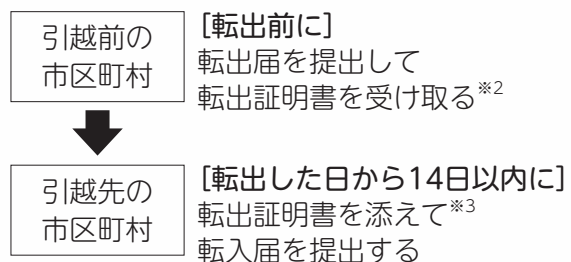 引越前の
市区町村
[転出前に]
転出届を提出して
転出証明書を受け取る※2
引越先の
市区町村
[転出した日から14日以内に]
転出証明書を添えて※3
転入届を提出する